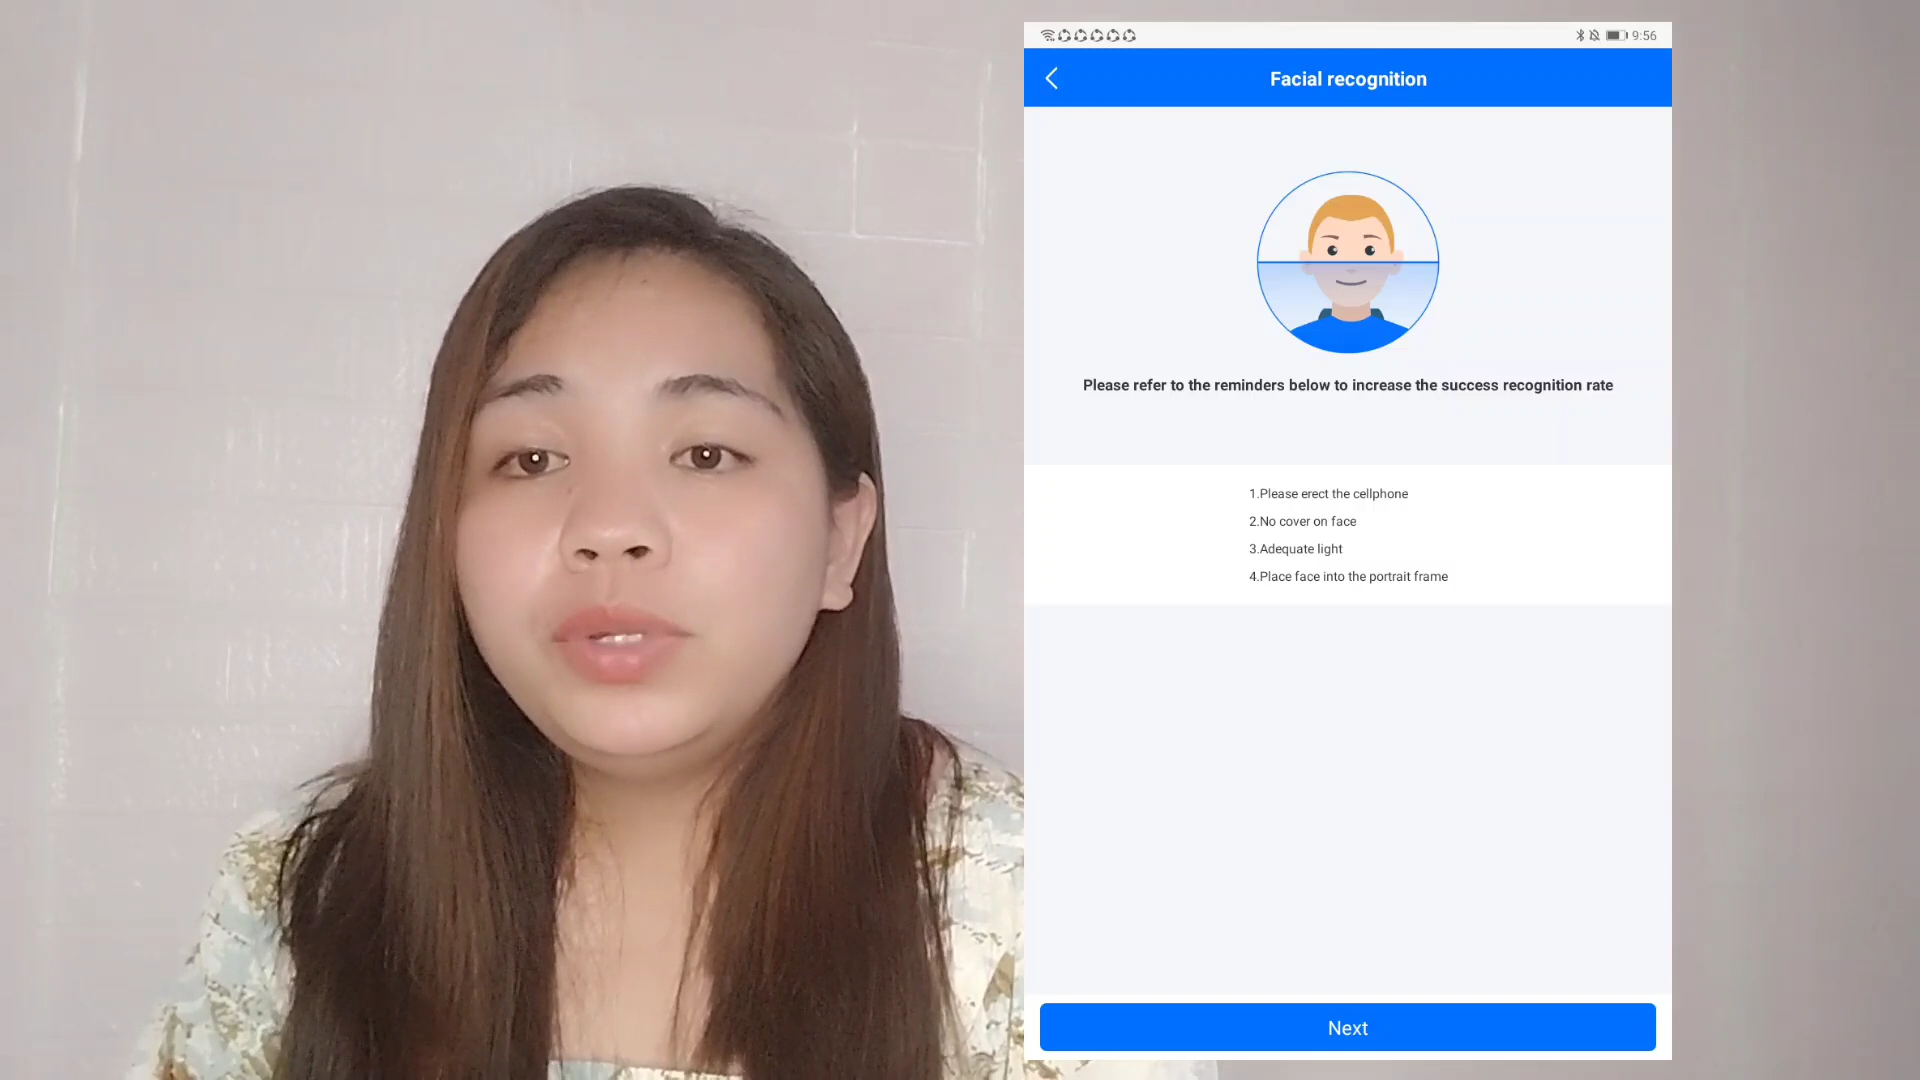 9:56
Facial recognition
Please refer to the reminders below to increase the success recognition rate
1.Please erect the cellphone
2.No cover on face
3.Adequate light
4.Place face into the portrait frame
Next